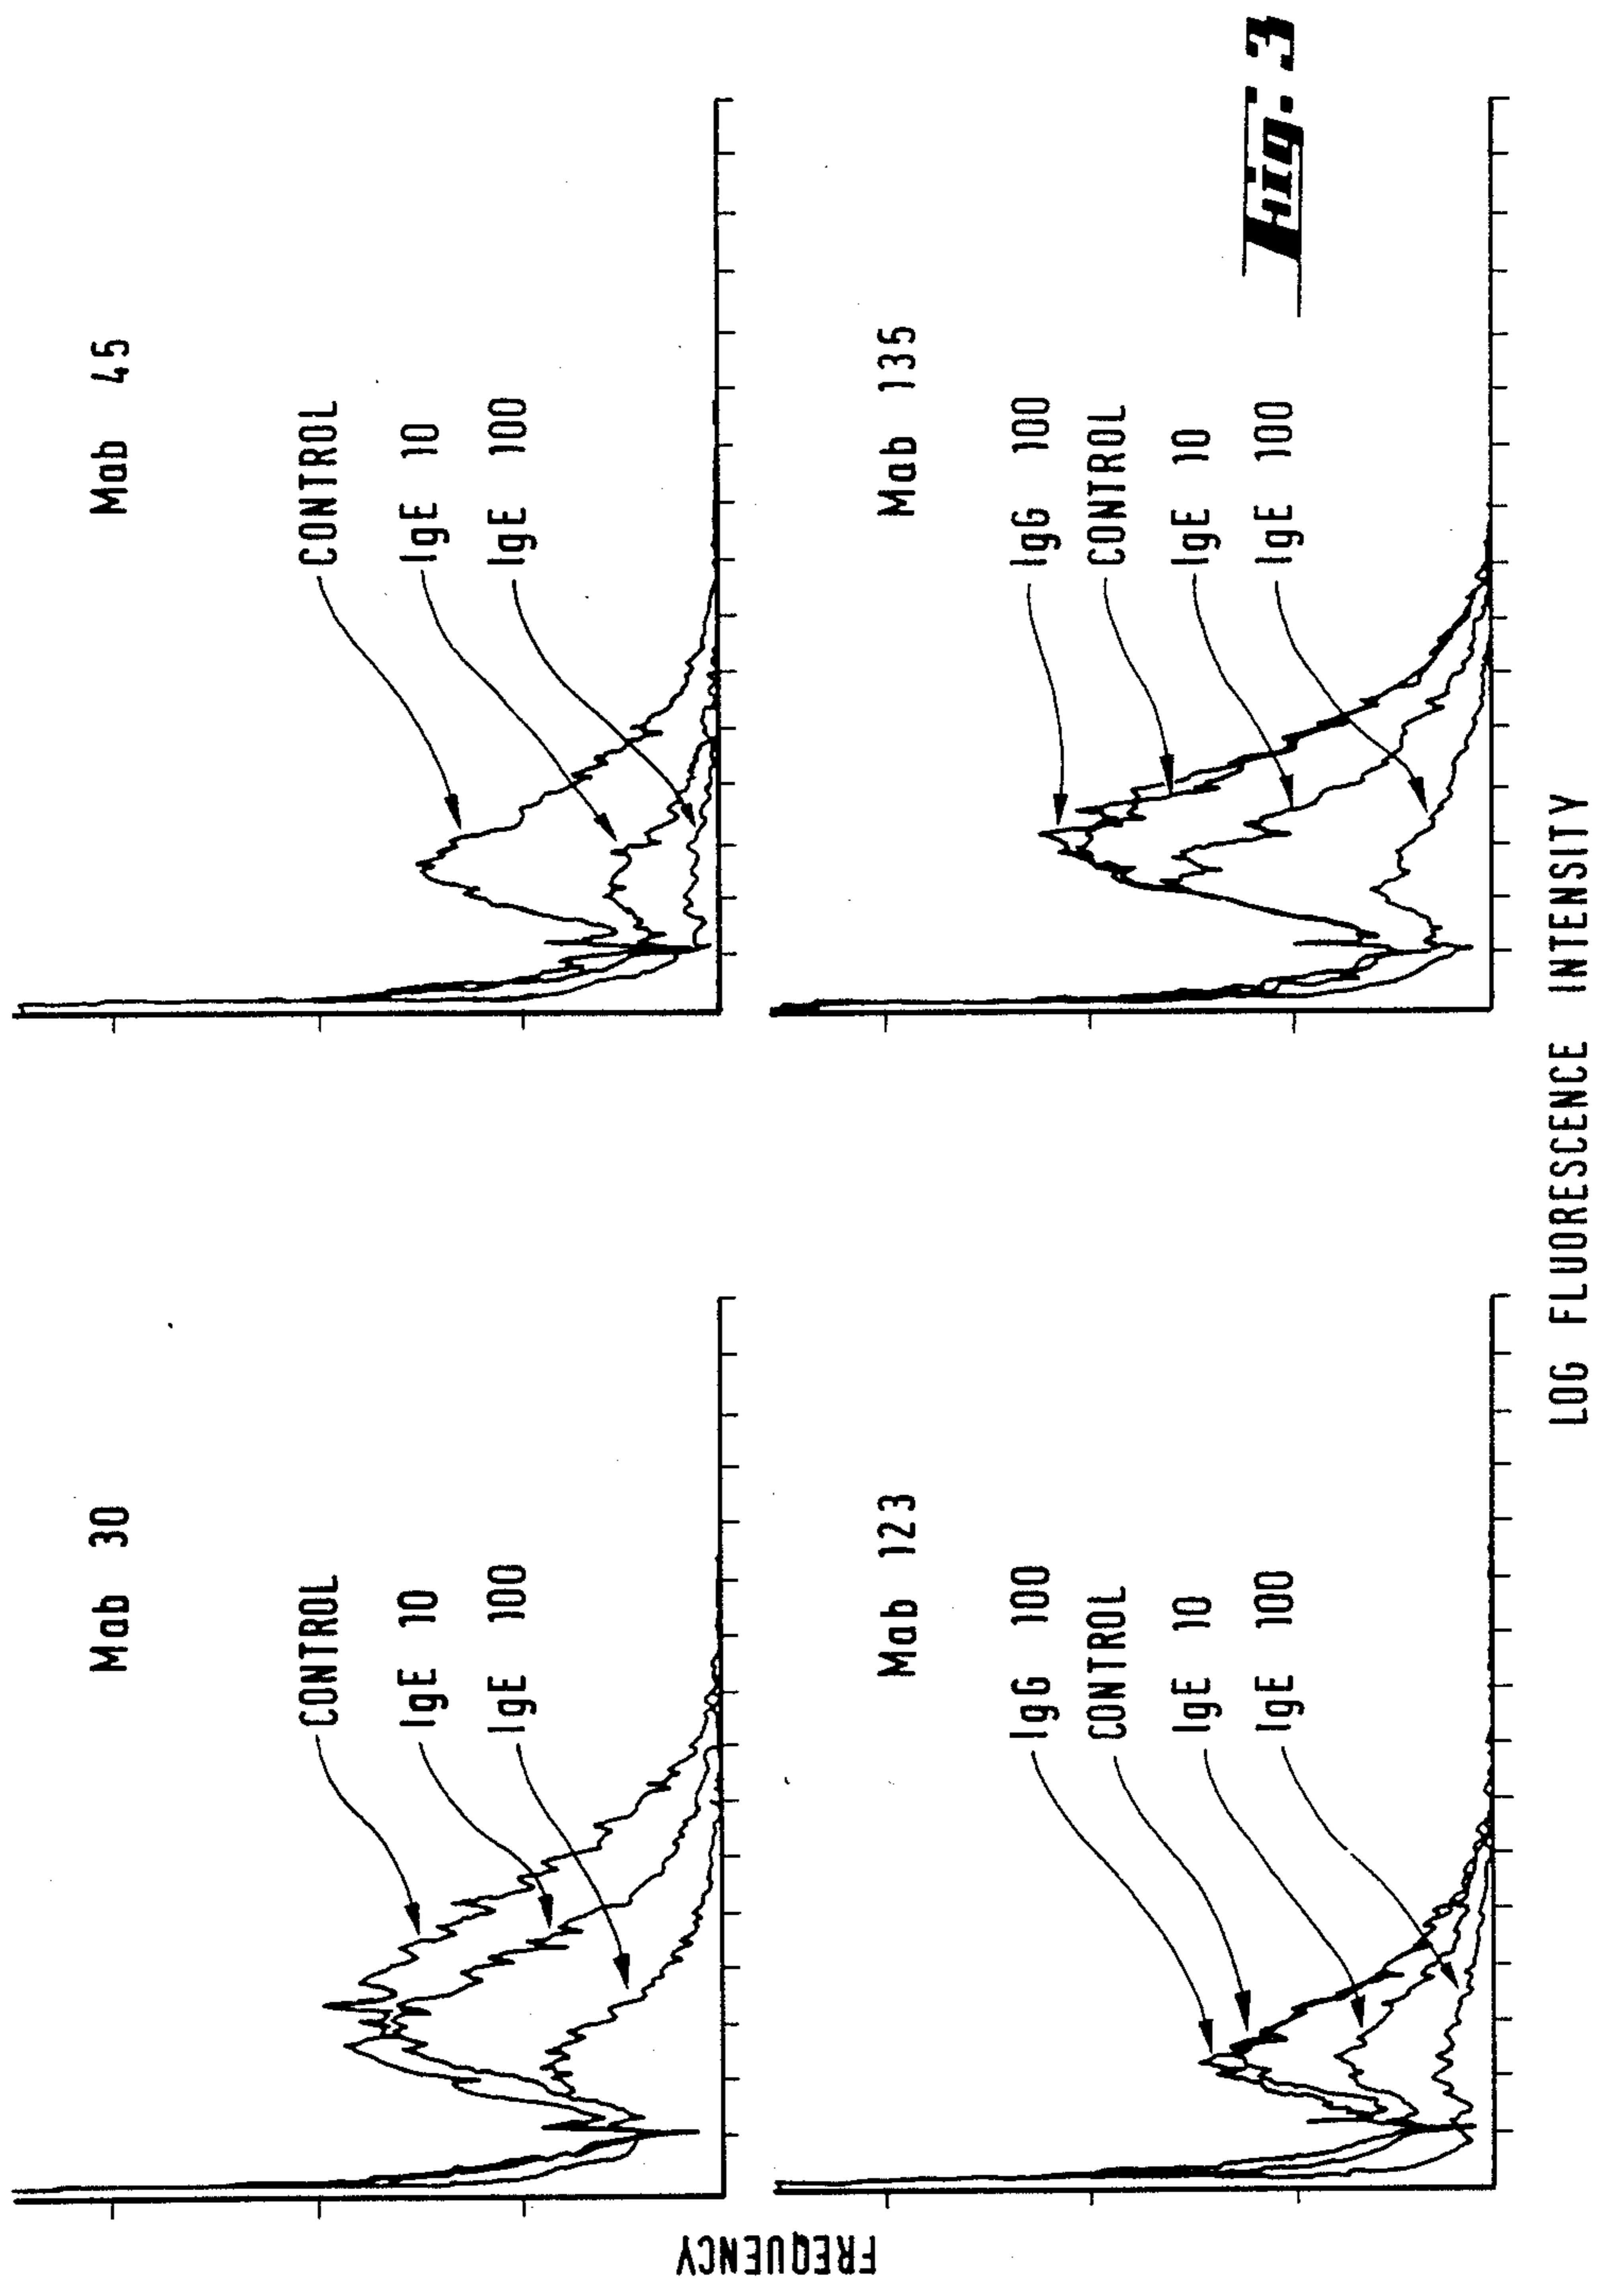 Mab 30
CONTROL
IgE 10
IgE 100
Mab 45
CONTROL
IgE 10
IgE 100
Mab 123
IgG 100
CONTROL
IgE 10
IgE 100
Mab 135
IgG 100
CONTROL
IgE 10
IgE 100
FREQUENCY
LOG FLUORESCENCE INTENSITY
Fig. 3